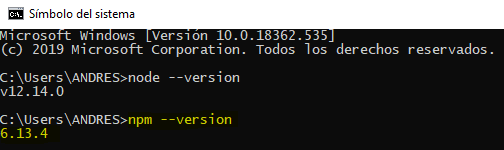 Símbolo del sistema
Microsoft Windows [Versión 10.0.18362.535]
(c) 2019 Microsoft Corporation. Todos los derechos reservados.
C:\Users\ANDRES>node --version
v12.14.0
C:\Users\ANDRES>npm --version
6.13.4